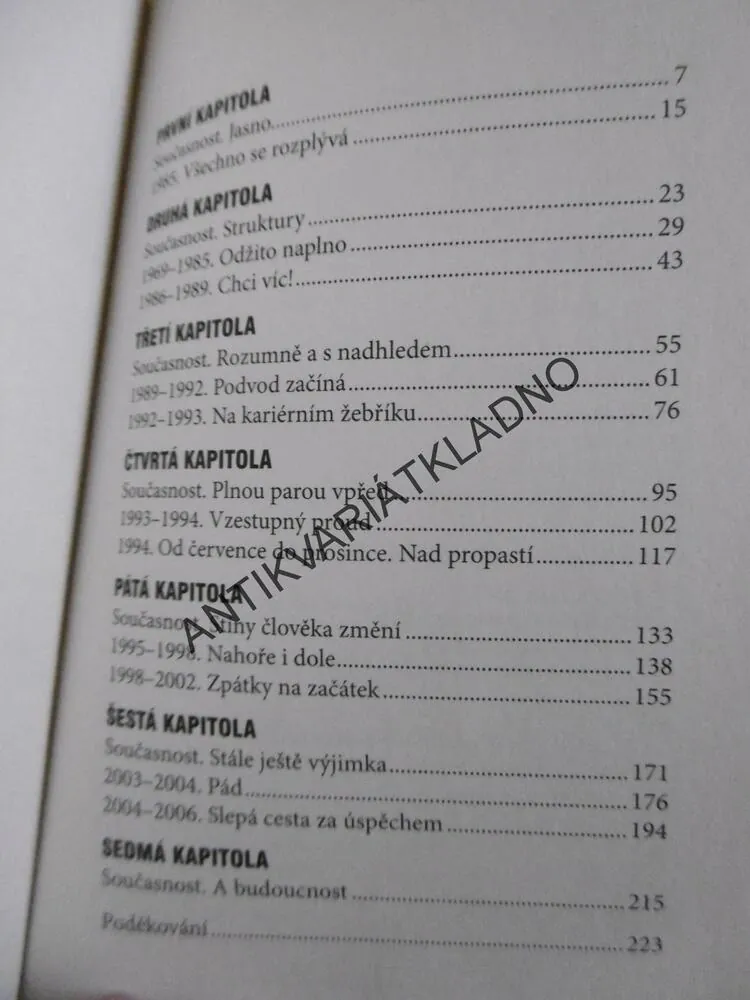 PRVNÍ KAPITOLA
Současnost. Jasno........................................................ 7
1985. Všechno se rozplývá ............................................. 15
DRUHÁ KAPITOLA
Současnost. Struktury .................................................. 23
1969–1985. Odžito naplno ............................................. 29
1986–1989. Chci víc!..................................................... 43
TŘETÍ KAPITOLA
Současnost. Rozumně a s nadhledem............................... 55
1989–1992. Podvod začíná ............................................. 61
1992–1993. Na kariérním žebříku.................................... 76
ČTVRTÁ KAPITOLA
Současnost. Plnou parou vpřed....................................... 95
1993–1994. Vzestupný proud .......................................... 102
1994. Od července do prosince. Nad propastí................... 117
PÁTÁ KAPITOLA
Současnost. Stíny člověka změní ..................................... 133
1995–1998. Nahoře i dole............................................... 138
1998–2002. Zpátky na začátek ........................................ 155
ŠESTÁ KAPITOLA
Současnost. Stále ještě výjimka....................................... 171
2003–2004. Pád............................................................ 176
2004–2006. Slepá cesta za úspěchem ............................... 194
SEDMÁ KAPITOLA
Současnost. A budoucnost ............................................. 215
Poděkování.................................................................. 223
ANTIKVARIÁTKLADNO